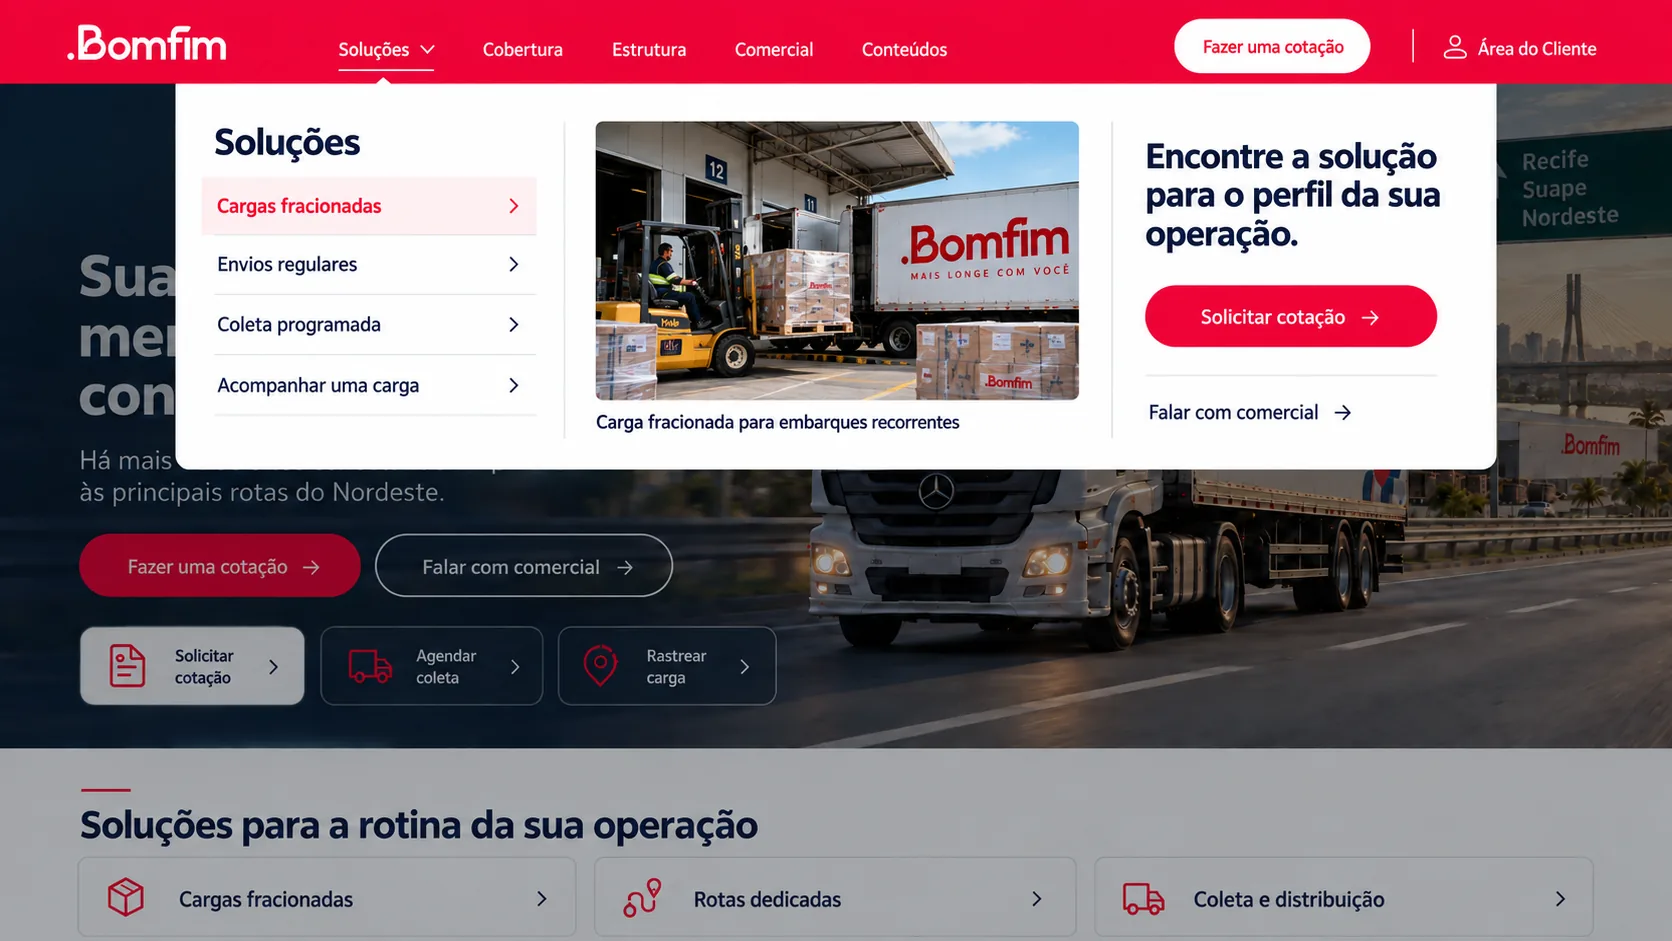 .Bomfim
Soluções
Cobertura
Estrutura
Comercial
Conteúdos
Fazer uma cotação
Área do Cliente
Soluções
Cargas fracionadas
Envios regulares
Coleta programada
Acompanhar uma carga
12
11
.Bomfim
MAIS LONGE COM VOCÊ
.Bomfim
Carga fracionada para embarques recorrentes
Encontre a solução
para o perfil da sua
operação.
Solicitar cotação
Falar com comercial
Recife
Suape
Nordeste
.Bomfim
Sua
mer
con
Há mais
às principais rotas do Nordeste.
Fazer uma cotação
Falar com comercial
Solicitar
cotação
Agendar
coleta
Rastrear
carga
Soluções para a rotina da sua operação
Cargas fracionadas
Rotas dedicadas
Coleta e distribuição